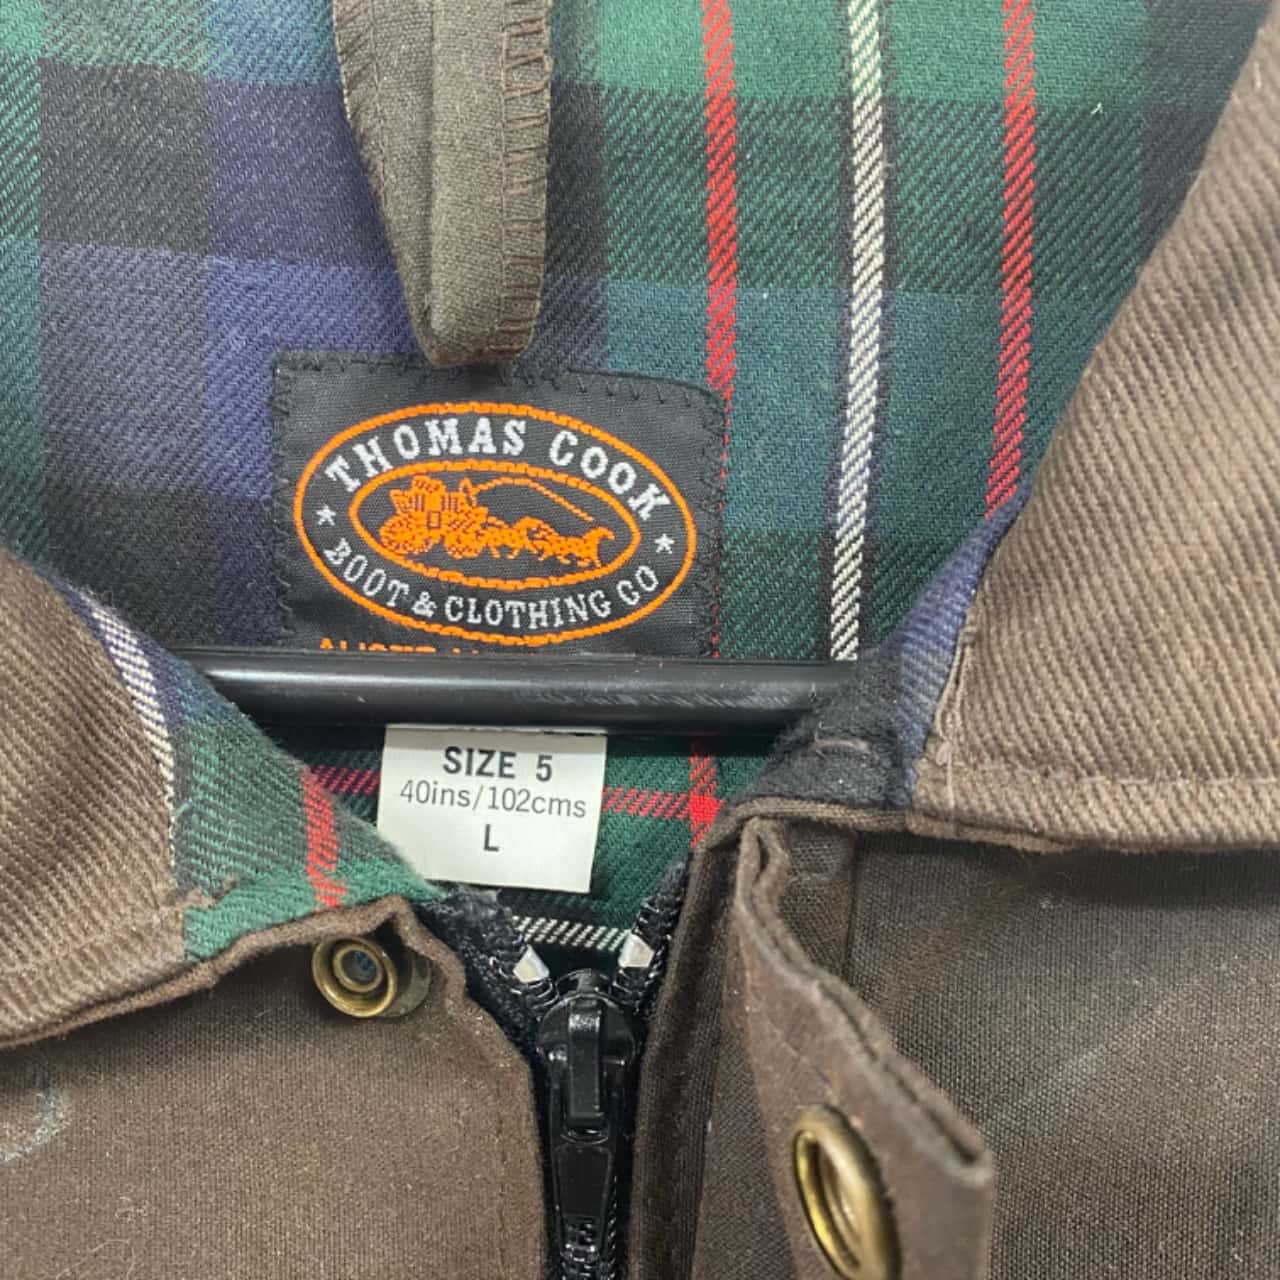 THOMAS COOK
BOOT & CLOTHING CO
SIZE 5
40ins/102cms
L